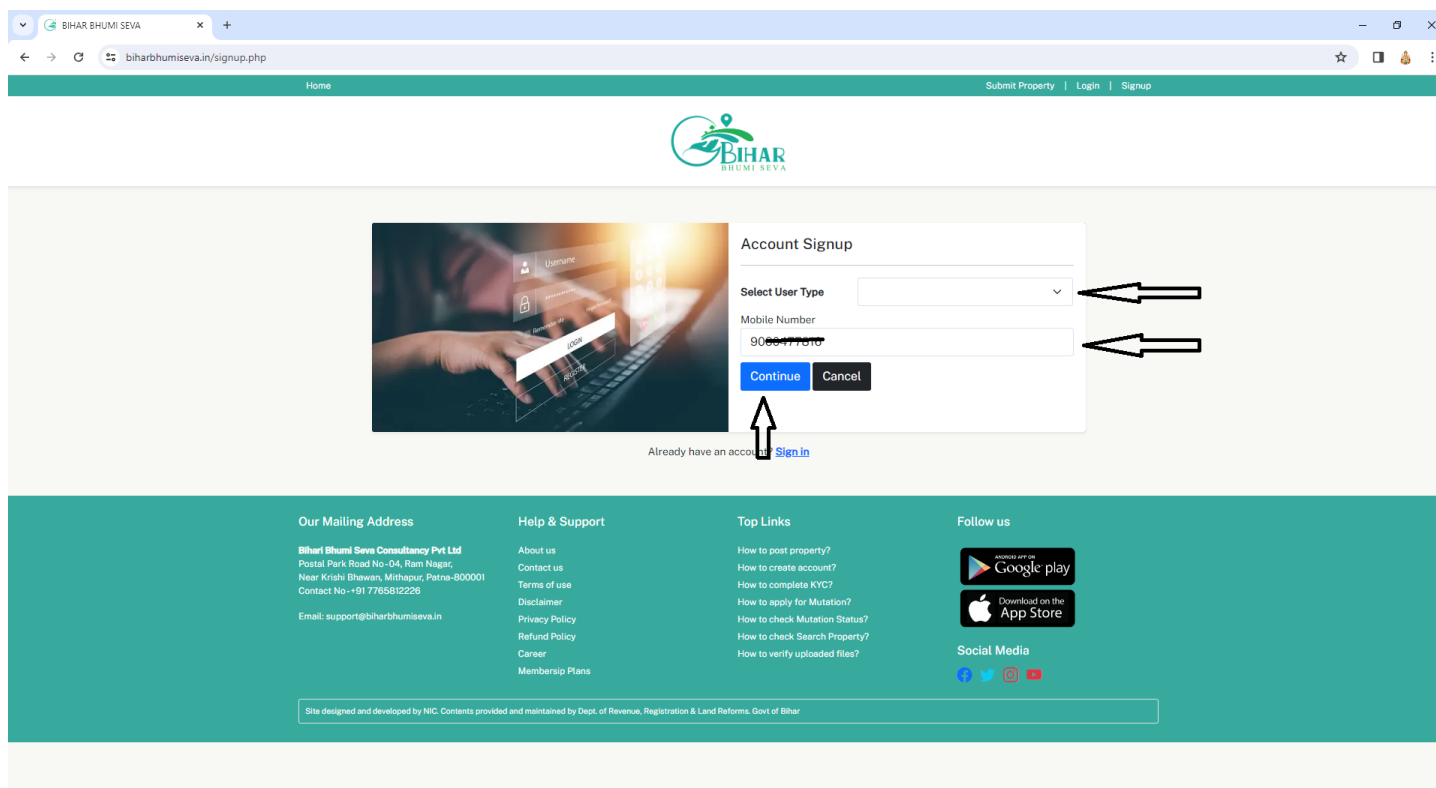 BIHAR BHUMI SEVA
biharbhumiseva.in/signup.php
Home
Submit Property | Login | Signup
BIHAR
BHUMI SEVA
Username
Remember Me
LOGIN
REGISTER
Account Signup
Select User Type
Mobile Number
Continue Cancel
Already have an account? Sign in
Our Mailing Address
Bihari Bhumi Seva Consultancy Pvt Ltd
Postal Park Road No-04, Ram Nagar,
Near Krishi Bhawan, Mithapur, Patna-800001
Contact No-+91 7765812226
Email: support@biharbhumiseva.in
Help & Support
About us
Contact us
Terms of use
Disclaimer
Privacy Policy
Refund Policy
Career
Membersip Plans
Top Links
How to post property?
How to create account?
How to complete KYC?
How to apply for Mutation?
How to check Mutation Status?
How to check Search Property?
How to verify uploaded files?
Follow us
ANDROID APP ON
Google play
Download on the
App Store
Social Media
Site designed and developed by NIC. Contents provided and maintained by Dept. of Revenue, Registration & Land Reforms. Govt of Bihar